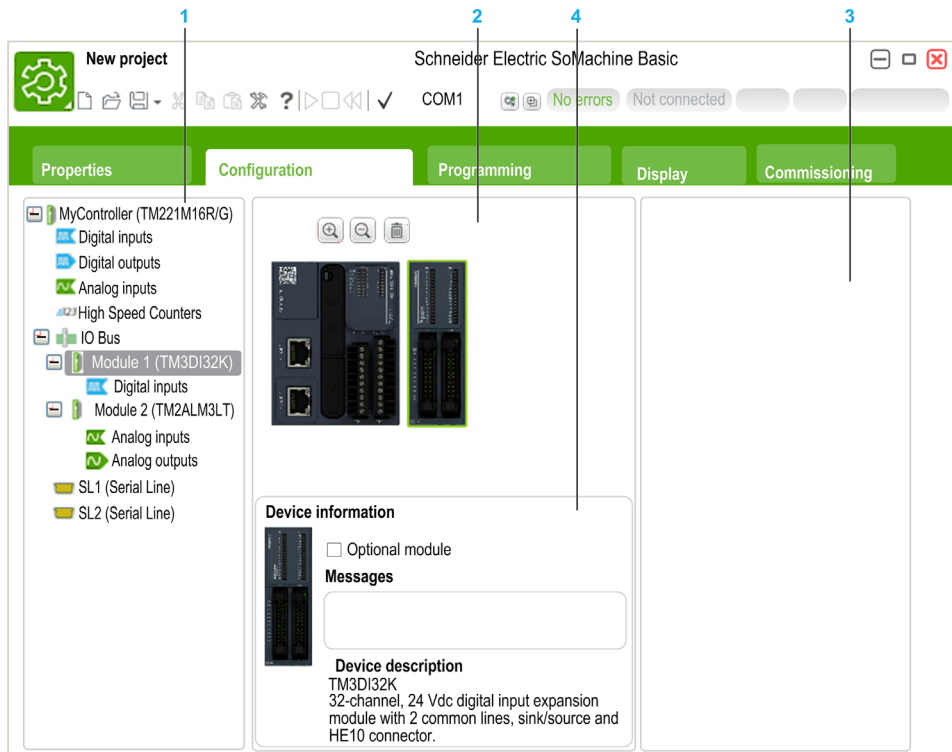 1 2 4 3
New project Schneider Electric SoMachine Basic
? COM1 No errors Not connected
Properties Configuration Programming Display Commissioning
MyController (TM221M16R/G)
Digital inputs
Digital outputs
Analog inputs
123 High Speed Counters
IO Bus
Module 1 (TM3DI32K)
Digital inputs
Module 2 (TM2ALM3LT)
Analog inputs
Analog outputs
SL1 (Serial Line)
SL2 (Serial Line)
Device information
Optional module
Messages
Device description
TM3DI32K
32-channel, 24 Vdc digital input expansion
module with 2 common lines, sink/source and
HE10 connector.